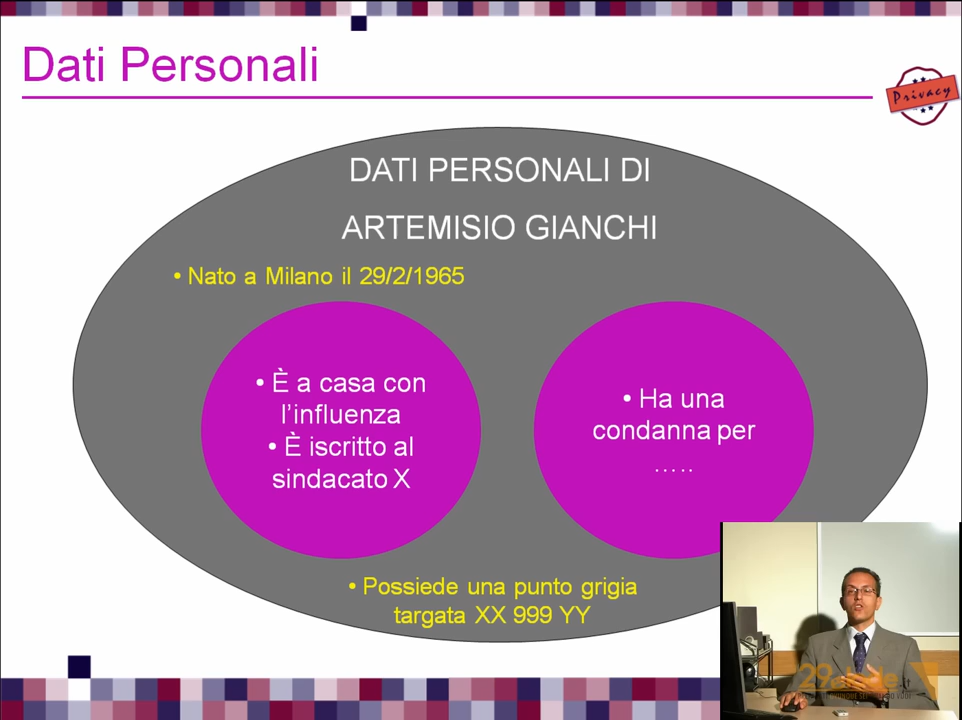 Dati Personali
Privacy
DATI PERSONALI DI
ARTEMISIO GIANCHI
• Nato a Milano il 29/2/1965
• È a casa con
l'influenza
• È iscritto al
sindacato X
• Ha una
condanna per
…..
• Possiede una punto grigia
targata XX 999 YY